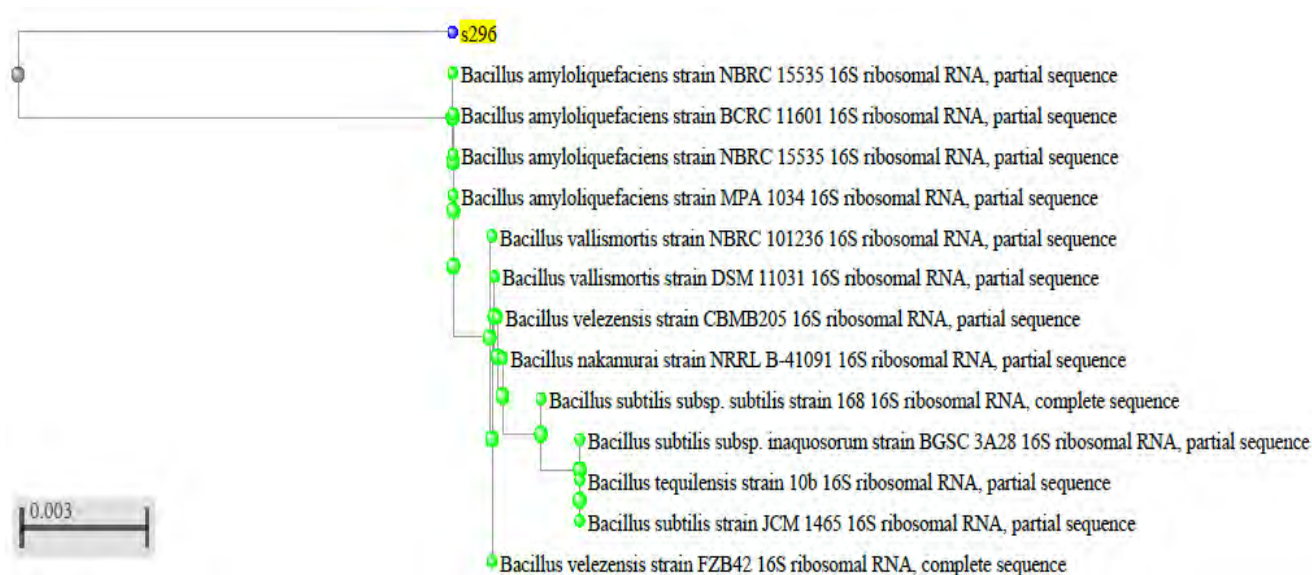 s296
Bacillus amyloliquefaciens strain NBRC 15535 16S ribosomal RNA, partial sequence
Bacillus amyloliquefaciens strain BCRC 11601 16S ribosomal RNA, partial sequence
Bacillus amyloliquefaciens strain NBRC 15535 16S ribosomal RNA, partial sequence
Bacillus amyloliquefaciens strain MPA 1034 16S ribosomal RNA, partial sequence
Bacillus vallismortis strain NBRC 101236 16S ribosomal RNA, partial sequence
Bacillus vallismortis strain DSM 11031 16S ribosomal RNA, partial sequence
Bacillus velezensis strain CBMB205 16S ribosomal RNA, partial sequence
Bacillus nakamurai strain NRRL B-41091 16S ribosomal RNA, partial sequence
Bacillus subtilis subsp. subtilis strain 168 16S ribosomal RNA, complete sequence
Bacillus subtilis subsp. inaquosorum strain BGSC 3A28 16S ribosomal RNA, partial sequence
Bacillus tequilensis strain 10b 16S ribosomal RNA, partial sequence
Bacillus subtilis strain JCM 1465 16S ribosomal RNA, partial sequence
0.003
Bacillus velezensis strain FZB42 16S ribosomal RNA, complete sequence